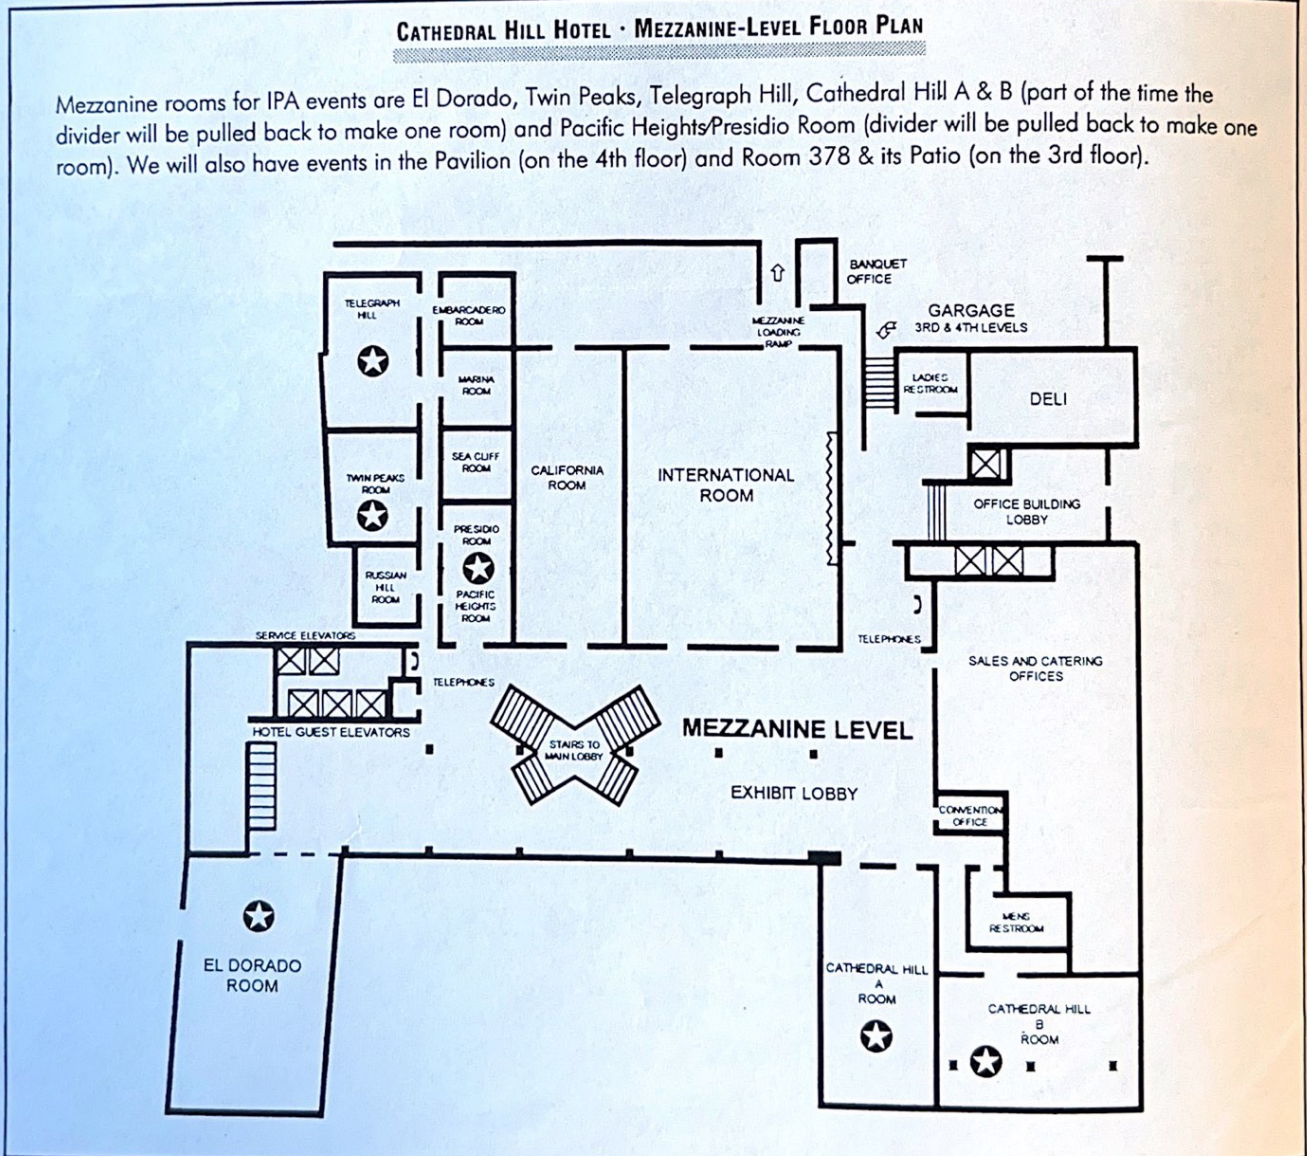 CATHEDRAL HILL HOTEL · MEZZANINE-LEVEL FLOOR PLAN
Mezzanine rooms for IPA events are El Dorado, Twin Peaks, Telegraph Hill, Cathedral Hill A & B (part of the time the
divider will be pulled back to make one room) and Pacific Heights/Presidio Room (divider will be pulled back to make one
room). We will also have events in the Pavilion (on the 4th floor) and Room 378 & its Patio (on the 3rd floor).
BANQUET
OFFICE
TELEGRAPH
HILL
EMBARCADERO
ROOM
MEZZANINE
LOADING
RAMP
GARGAGE
3RD & 4TH LEVELS
MARINA
ROOM
LADIES
RESTROOM
DELI
SEA CLIFF
ROOM
CALIFORNIA
ROOM
INTERNATIONAL
ROOM
TWIN PEAKS
ROOM
OFFICE BUILDING
LOBBY
PRESIDIO
ROOM
RUSSIAN
HILL
ROOM
PACIFIC
HEIGHTS
ROOM
SERVICE ELEVATORS
TELEPHONES
TELEPHONES
SALES AND CATERING
OFFICES
HOTEL GUEST ELEVATORS
STAIRS TO
MAIN LOBBY
MEZZANINE LEVEL
EXHIBIT LOBBY
CONVENTION
OFFICE
MENS
RESTROOM
EL DORADO
ROOM
CATHEDRAL HILL
A
ROOM
CATHEDRAL HILL
B
ROOM